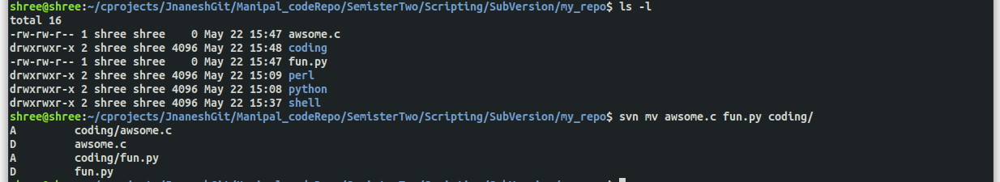 shree@shree:~/cprojects/JnaneshGit/Manipal_codeRepo/SemisterTwo/Scripting/SubVersion/my_repo$ ls -l
total 16
-rw-rw-r-- 1 shree shree    0 May 22 15:47 awsome.c
drwxrwxr-x 2 shree shree 4096 May 22 15:48 coding
-rw-rw-r-- 1 shree shree    0 May 22 15:47 fun.py
drwxrwxr-x 2 shree shree 4096 May 22 15:09 perl
drwxrwxr-x 2 shree shree 4096 May 22 15:08 python
drwxrwxr-x 2 shree shree 4096 May 22 15:37 shell
shree@shree:~/cprojects/JnaneshGit/Manipal_codeRepo/SemisterTwo/Scripting/SubVersion/my_repo$ svn mv awsome.c fun.py coding/
A         coding/awsome.c
D         awsome.c
A         coding/fun.py
D         fun.py